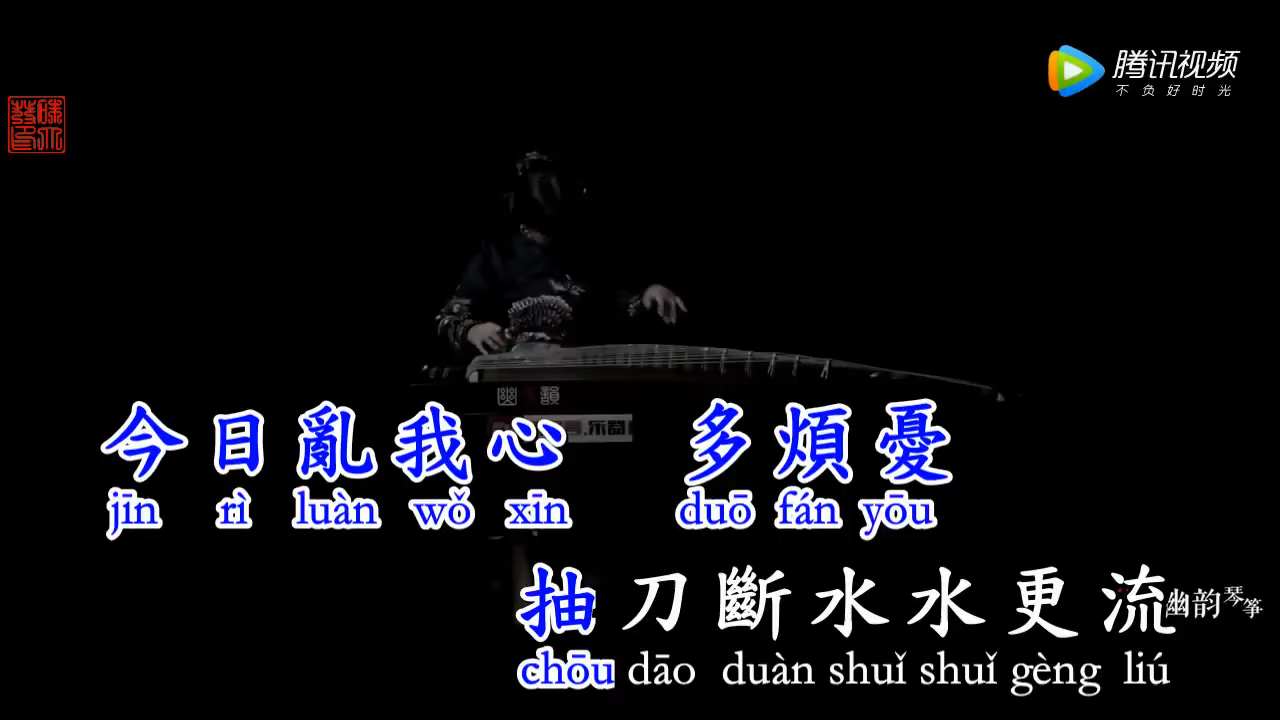 腾讯视频
不负好时光
幽韻
今日亂我心 多煩憂
jīn rì luàn wǒ xīn duō fán yōu
抽刀斷水水更流
幽韵琴筝
chōu dāo duàn shuǐ shuǐ gèng liú